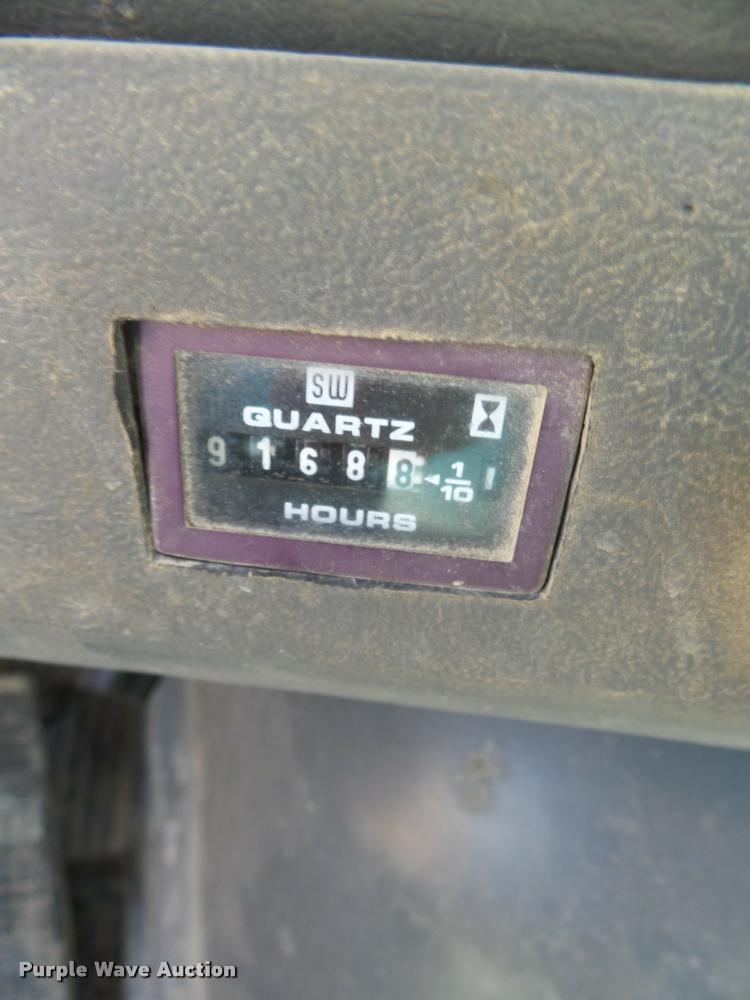 SW
QUARTZ
9 1 6 8 8 ◄ 1/10
HOURS
Purple Wave Auction